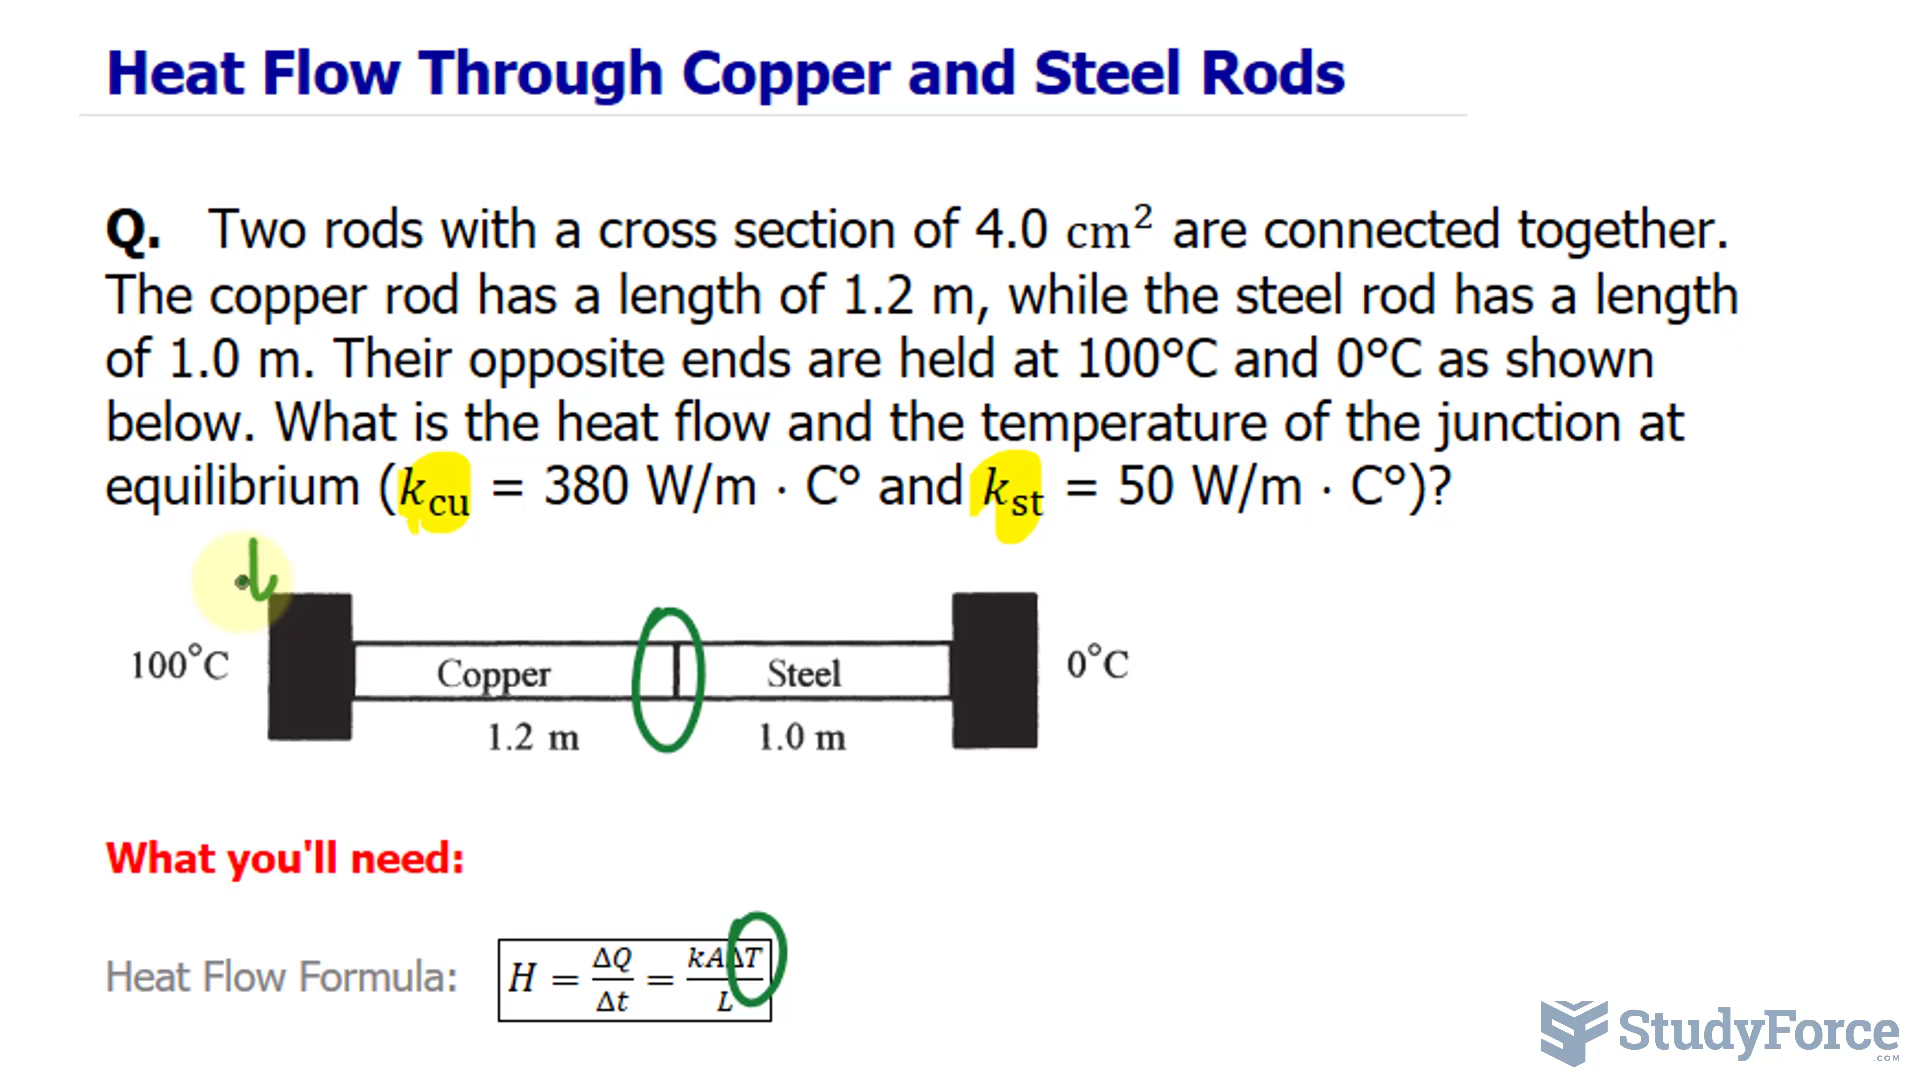 Heat Flow Through Copper and Steel Rods
Q. Two rods with a cross section of 4.0 cm² are connected together.
The copper rod has a length of 1.2 m, while the steel rod has a length
of 1.0 m. Their opposite ends are held at 100°C and 0°C as shown
below. What is the heat flow and the temperature of the junction at
equilibrium (k_cu = 380 W/m · C° and k_st = 50 W/m · C°)?
100°C
Copper
Steel
0°C
1.2 m
1.0 m
What you'll need:
Heat Flow Formula: H = ΔQ/Δt = kAΔT/L
StudyForce
.COM